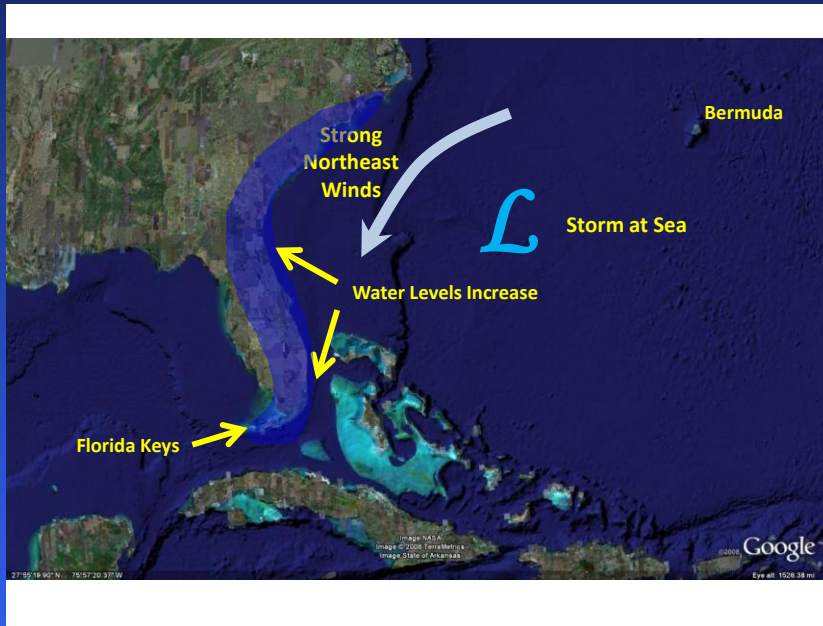 Bermuda
Strong
Northeast
Winds
L
Storm at Sea
Water Levels Increase
Florida Keys
Image NASA
Image © 2008 TerraMetrics
Image State of Arkansas
©2008 Google™
27°55'19.90" N 75°57'20.37" W
Eye alt 1526.38 mi